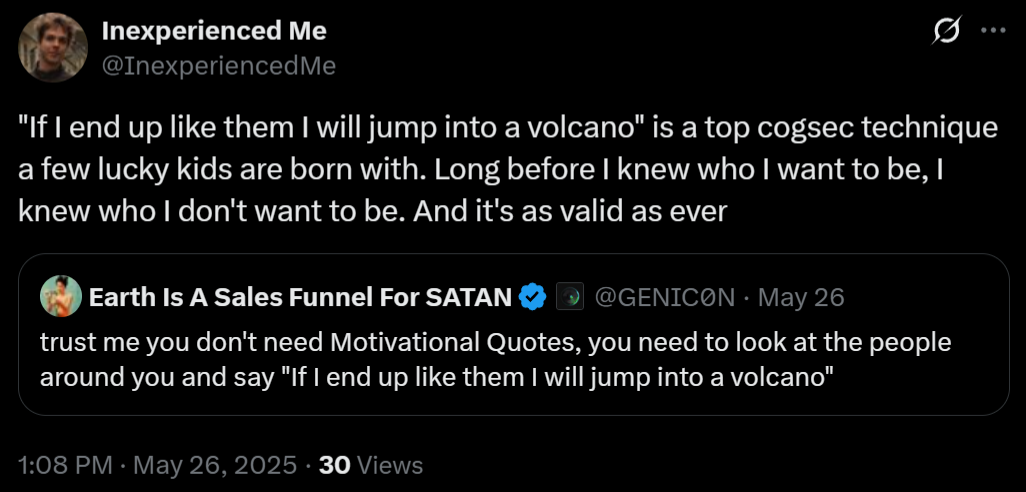 Inexperienced Me
@InexperiencedMe
"If I end up like them I will jump into a volcano" is a top cogsec technique
a few lucky kids are born with. Long before I knew who I want to be, I
knew who I don't want to be. And it's as valid as ever
Earth Is A Sales Funnel For SATAN @GENIC0N · May 26
trust me you don't need Motivational Quotes, you need to look at the people
around you and say "If I end up like them I will jump into a volcano"
1:08 PM · May 26, 2025 · 30 Views